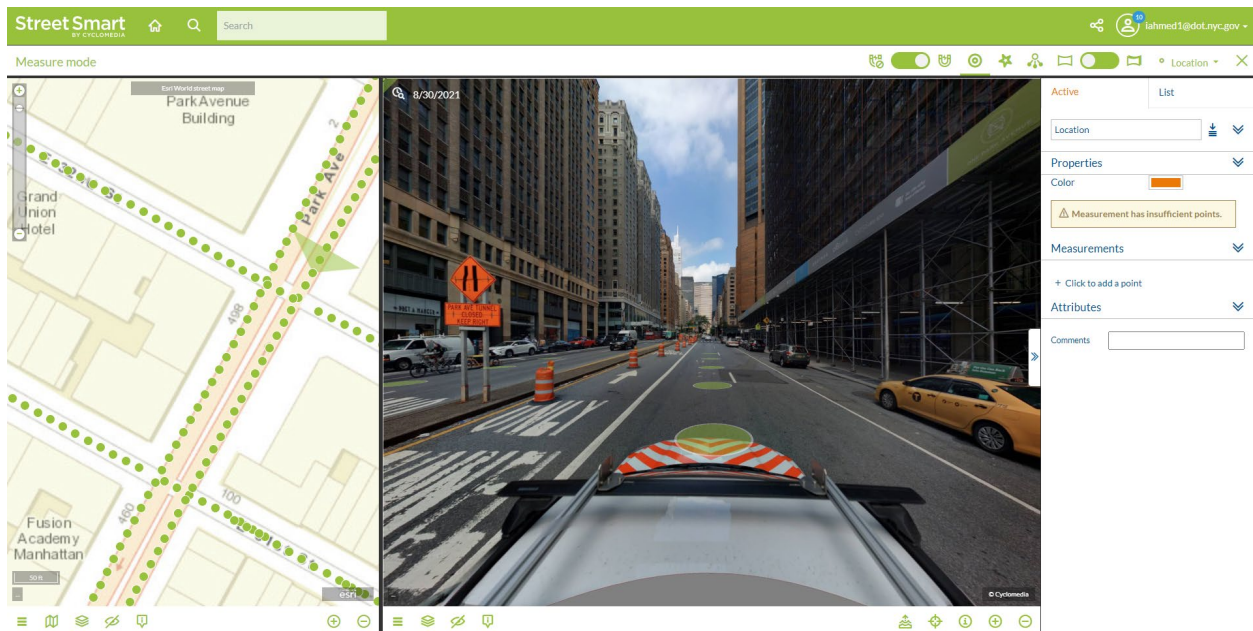 Street Smart
BY CYCLOMEDIA
Search
10
iahmed1@dot.nyc.gov
Measure mode
Location
Esri World street map
Park Avenue
Building
2
Park Ave
Grand
Union
Hotel
498
100
460
Fusion
Academy
Manhattan
50 ft
esri
8/30/2021
PARK AVE TUNNEL
CLOSED
KEEP RIGHT
ONLY
© Cyclomedia
Active
List
Location
Properties
Color
Measurement has insufficient points.
Measurements
+ Click to add a point
Attributes
Comments